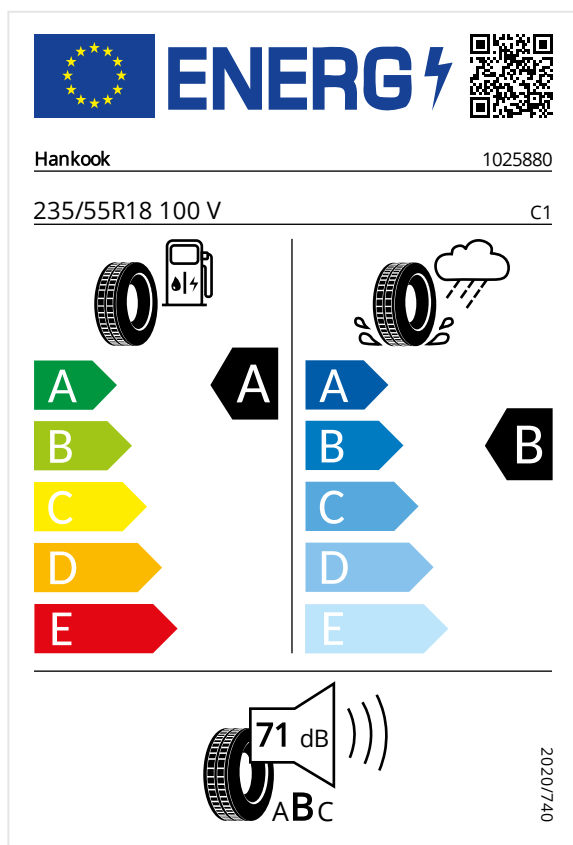 ENERG
Hankook 1025880
235/55R18 100 V C1
A A A
B B B
C C
D D
E E
71 dB
ABC
2020/740